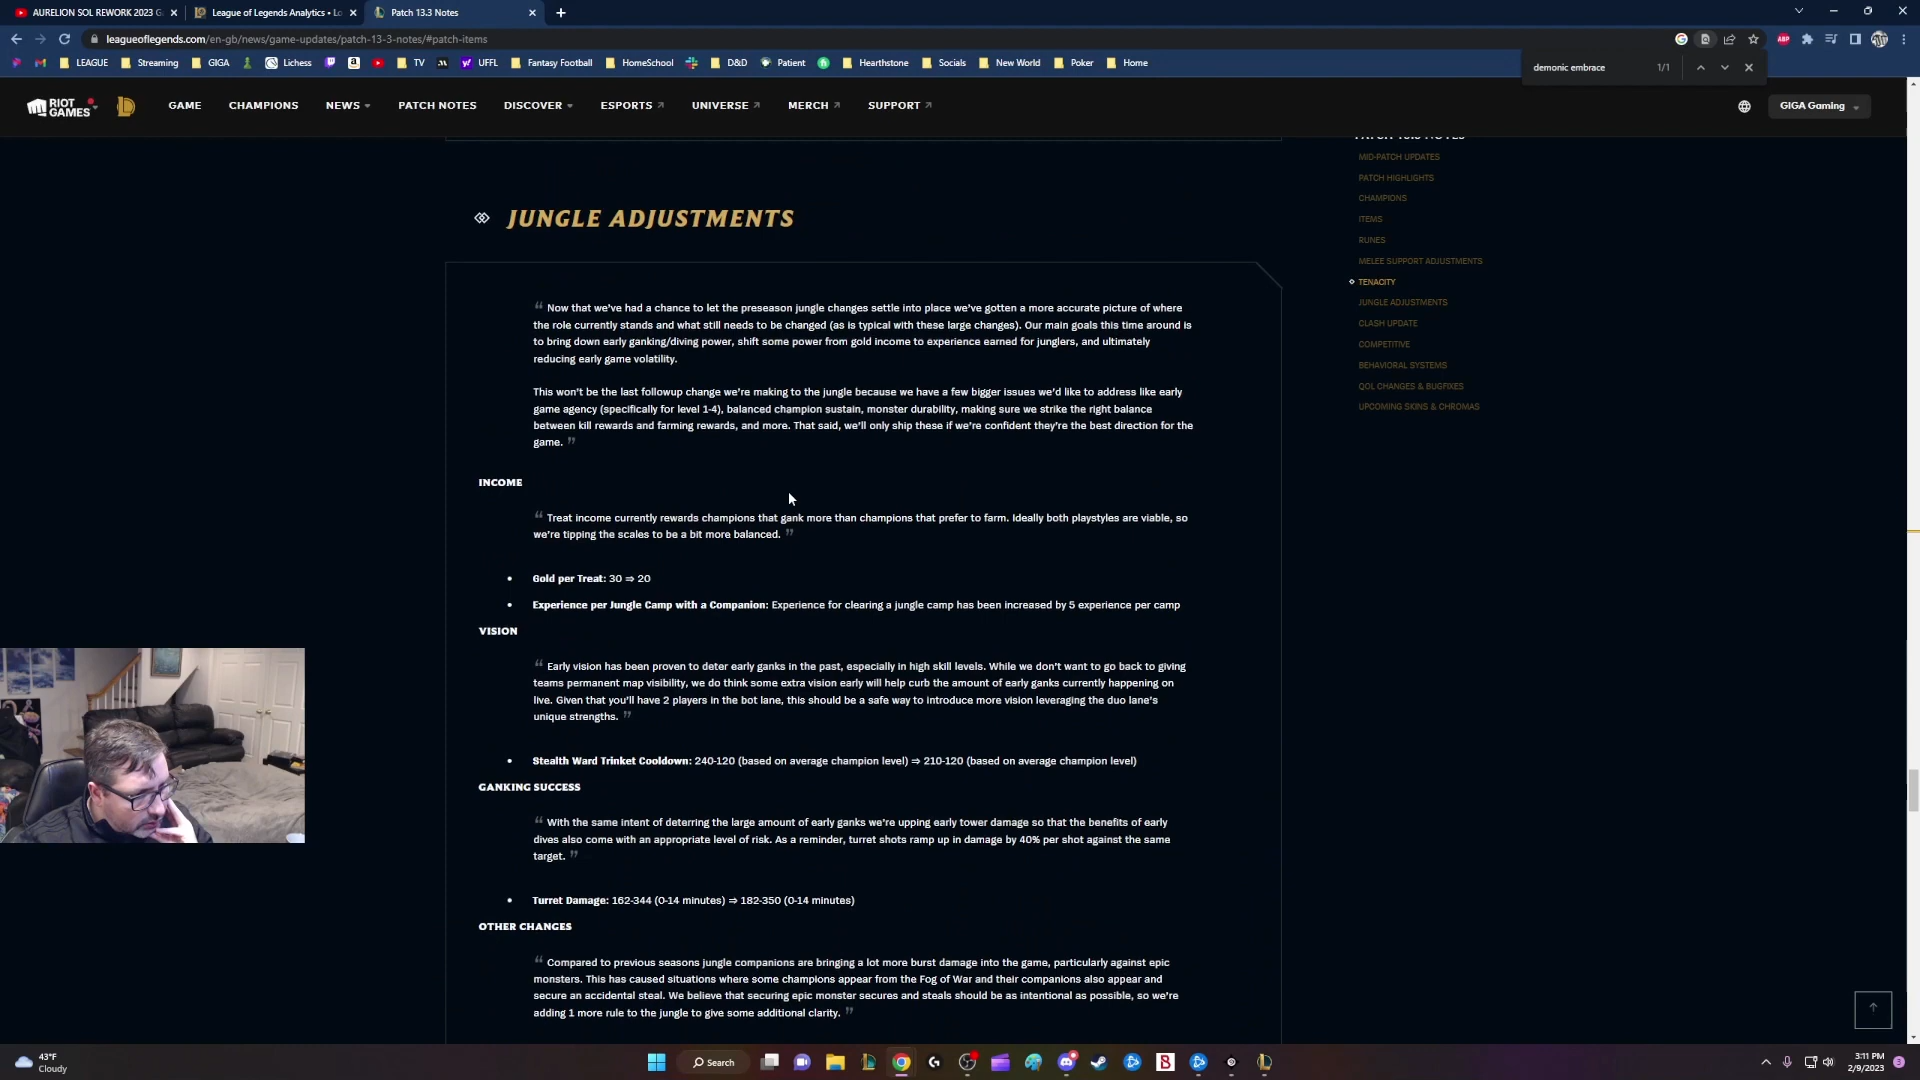 AURELION SOL REWORK 2023 G
League of Legends Analytics • Lo
Patch 13.3 Notes
leagueoflegends.com/en-gb/news/game-updates/patch-13-3-notes/#patch-items
LEAGUE
Streaming
GIGA
Lichess
TV
UFFL
Fantasy Football
HomeSchool
D&D
Patient
Hearthstone
Socials
New World
Poker
Home
demonic embrace
1/1
RIOT GAMES
GAME
CHAMPIONS
NEWS
PATCH NOTES
DISCOVER
ESPORTS
UNIVERSE
MERCH
SUPPORT
GIGA Gaming
PATCH 13.3 NOTES
MID-PATCH UPDATES
PATCH HIGHLIGHTS
CHAMPIONS
ITEMS
RUNES
MELEE SUPPORT ADJUSTMENTS
TENACITY
JUNGLE ADJUSTMENTS
CLASH UPDATE
COMPETITIVE
BEHAVIORAL SYSTEMS
QOL CHANGES & BUGFIXES
UPCOMING SKINS & CHROMAS
JUNGLE ADJUSTMENTS
“ Now that we’ve had a chance to let the preseason jungle changes settle into place we’ve gotten a more accurate picture of where
the role currently stands and what still needs to be changed (as is typical with these large changes). Our main goals this time around is
to bring down early ganking/diving power, shift some power from gold income to experience earned for junglers, and ultimately
reducing early game volatility.
This won’t be the last followup change we’re making to the jungle because we have a few bigger issues we’d like to address like early
game agency (specifically for level 1-4), balanced champion sustain, monster durability, making sure we strike the right balance
between kill rewards and farming rewards, and more. That said, we’ll only ship these if we’re confident they’re the best direction for the
game. ”
INCOME
“ Treat income currently rewards champions that gank more than champions that prefer to farm. Ideally both playstyles are viable, so
we’re tipping the scales to be a bit more balanced. ”
• Gold per Treat: 30 ⇒ 20
• Experience per Jungle Camp with a Companion: Experience for clearing a jungle camp has been increased by 5 experience per camp
VISION
“ Early vision has been proven to deter early ganks in the past, especially in high skill levels. While we don’t want to go back to giving
teams permanent map visibility, we do think some extra vision early will help curb the amount of early ganks currently happening on
live. Given that you’ll have 2 players in the bot lane, this should be a safe way to introduce more vision leveraging the duo lane’s
unique strengths. ”
• Stealth Ward Trinket Cooldown: 240-120 (based on average champion level) ⇒ 210-120 (based on average champion level)
GANKING SUCCESS
“ With the same intent of deterring the large amount of early ganks we’re upping early tower damage so that the benefits of early
dives also come with an appropriate level of risk. As a reminder, turret shots ramp up in damage by 40% per shot against the same
target. ”
• Turret Damage: 162-344 (0-14 minutes) ⇒ 182-350 (0-14 minutes)
OTHER CHANGES
“ Compared to previous seasons jungle companions are bringing a lot more burst damage into the game, particularly against epic
monsters. This has caused situations where some champions appear from the Fog of War and their companions also appear and
secure an accidental steal. We believe that securing epic monster secures and steals should be as intentional as possible, so we’re
adding 1 more rule to the jungle to give some additional clarity. ”
43°F
Cloudy
Search
3:11 PM
2/9/2023
3